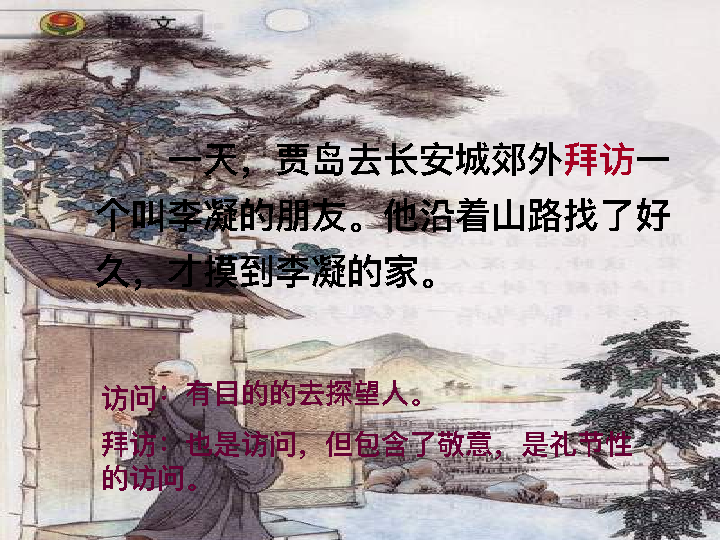 课 文
一天，贾岛去长安城郊外拜访一
个叫李凝的朋友。他沿着山路找了好
久，才摸到李凝的家。
访问：有目的的去探望人。
拜访：也是访问，但包含了敬意，是礼节性
的访问。